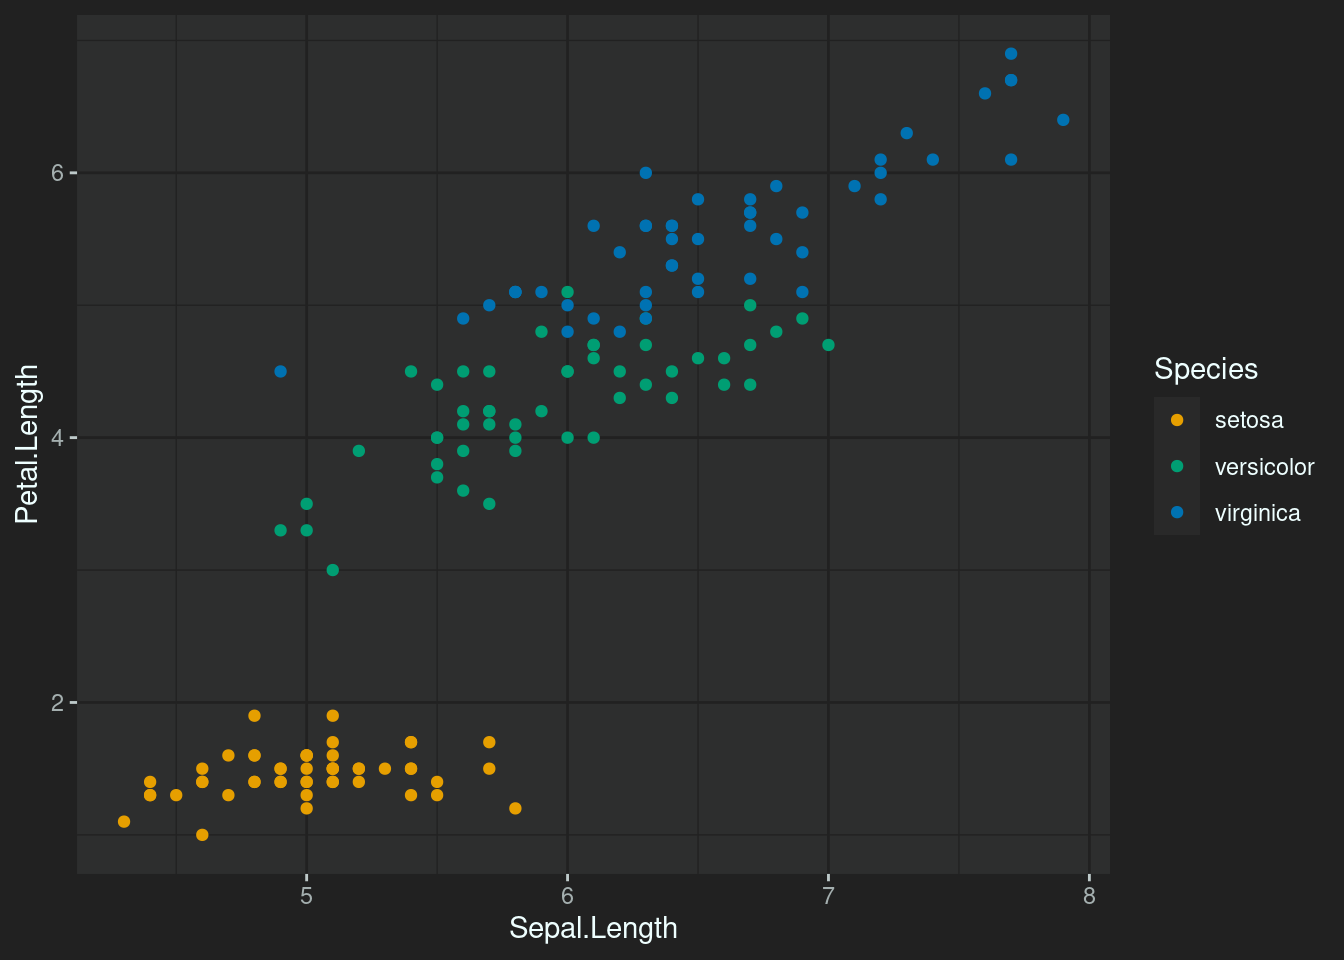 Petal.Length
6
4
2
5 6 7 8
Sepal.Length
Species
setosa
versicolor
virginica